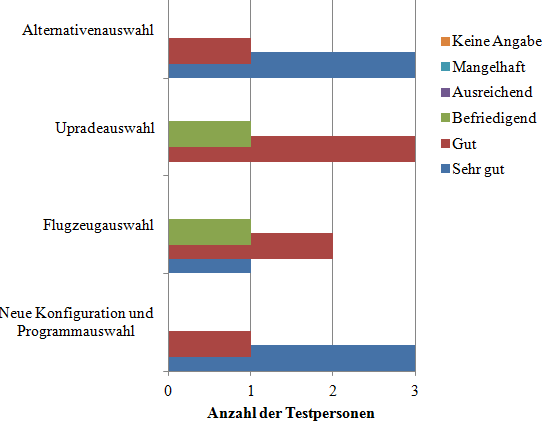 Alternativenauswahl
Upradeauswahl
Flugzeugauswahl
Neue Konfiguration und
Programmauswahl
0 1 2 3
Anzahl der Testpersonen
Keine Angabe
Mangelhaft
Ausreichend
Befriedigend
Gut
Sehr gut